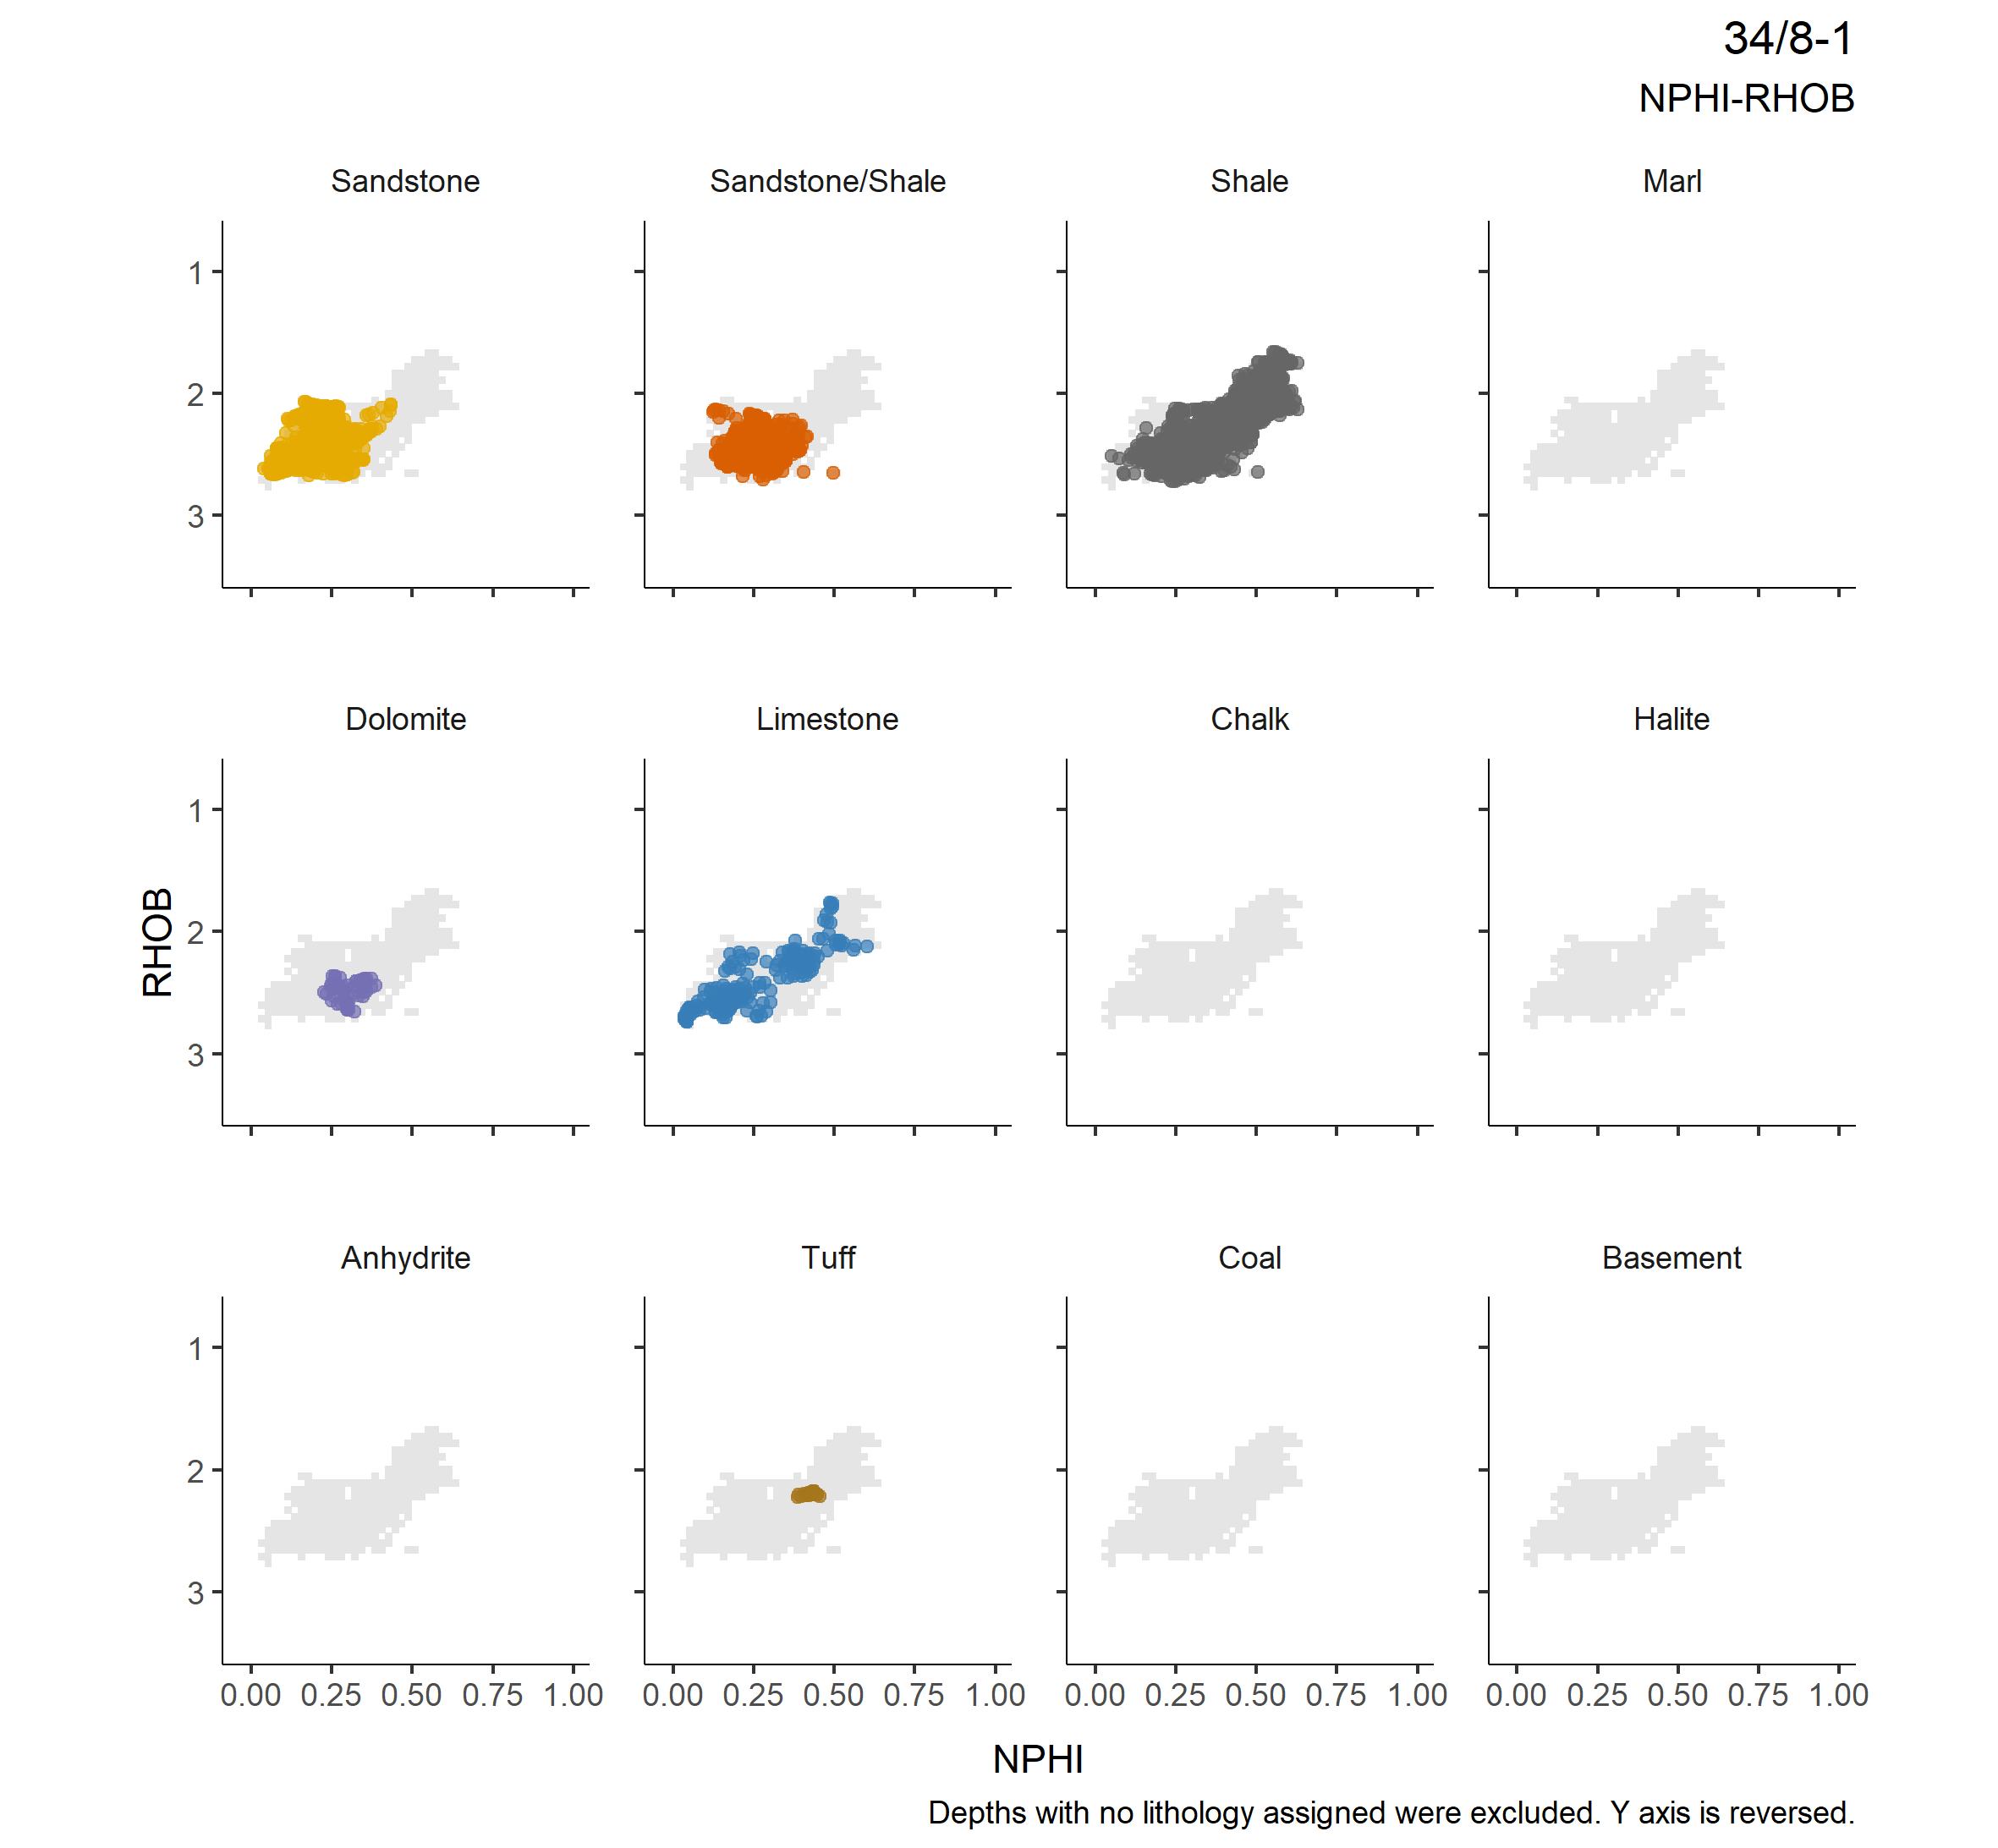 34/8-1
NPHI-RHOB
Sandstone
Sandstone/Shale
Shale
Marl
1
2
3
Dolomite
Limestone
Chalk
Halite
RHOB
1
2
3
Anhydrite
Tuff
Coal
Basement
1
2
3
0.00 0.25 0.50 0.75 1.00
0.00 0.25 0.50 0.75 1.00
0.00 0.25 0.50 0.75 1.00
0.00 0.25 0.50 0.75 1.00
NPHI
Depths with no lithology assigned were excluded. Y axis is reversed.